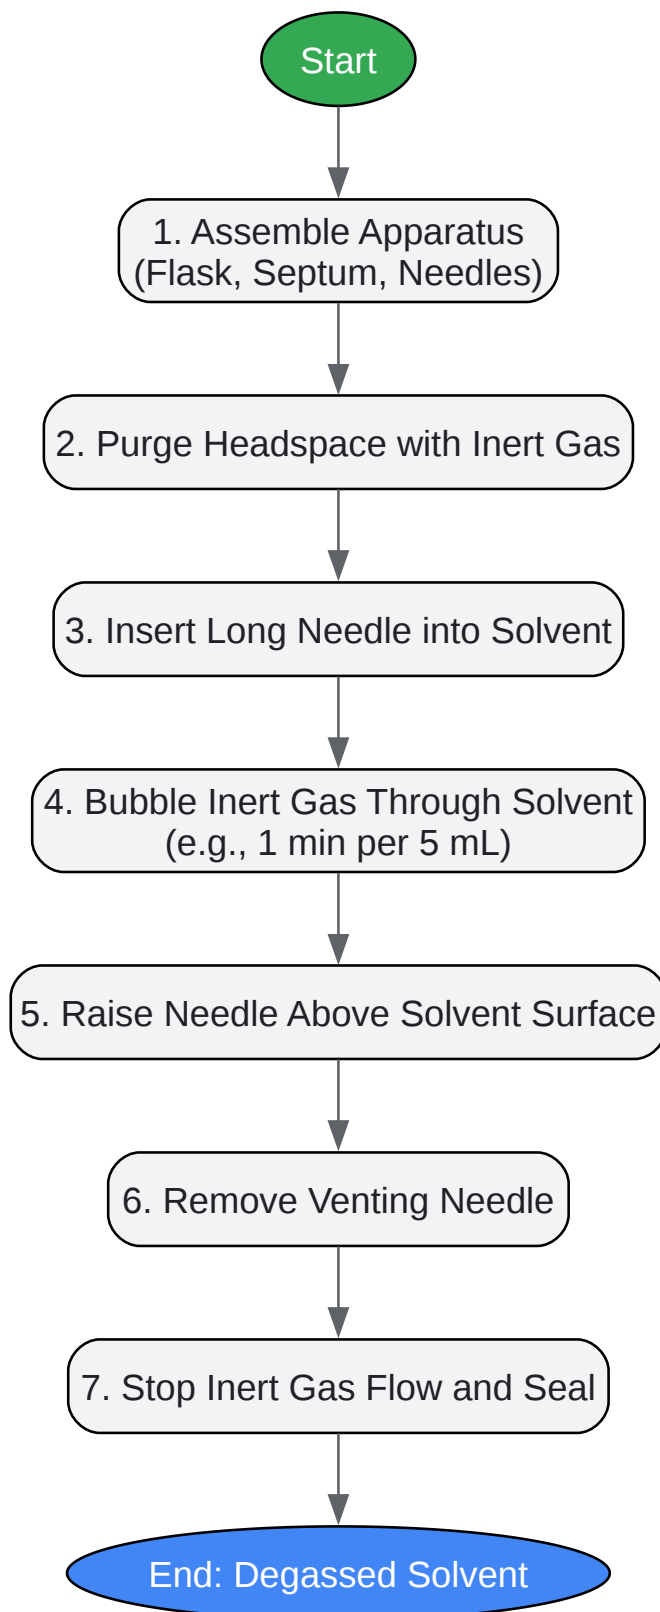 Start
1. Assemble Apparatus
(Flask, Septum, Needles)
2. Purge Headspace with Inert Gas
3. Insert Long Needle into Solvent
4. Bubble Inert Gas Through Solvent
(e.g., 1 min per 5 mL)
5. Raise Needle Above Solvent Surface
6. Remove Venting Needle
7. Stop Inert Gas Flow and Seal
End: Degassed Solvent